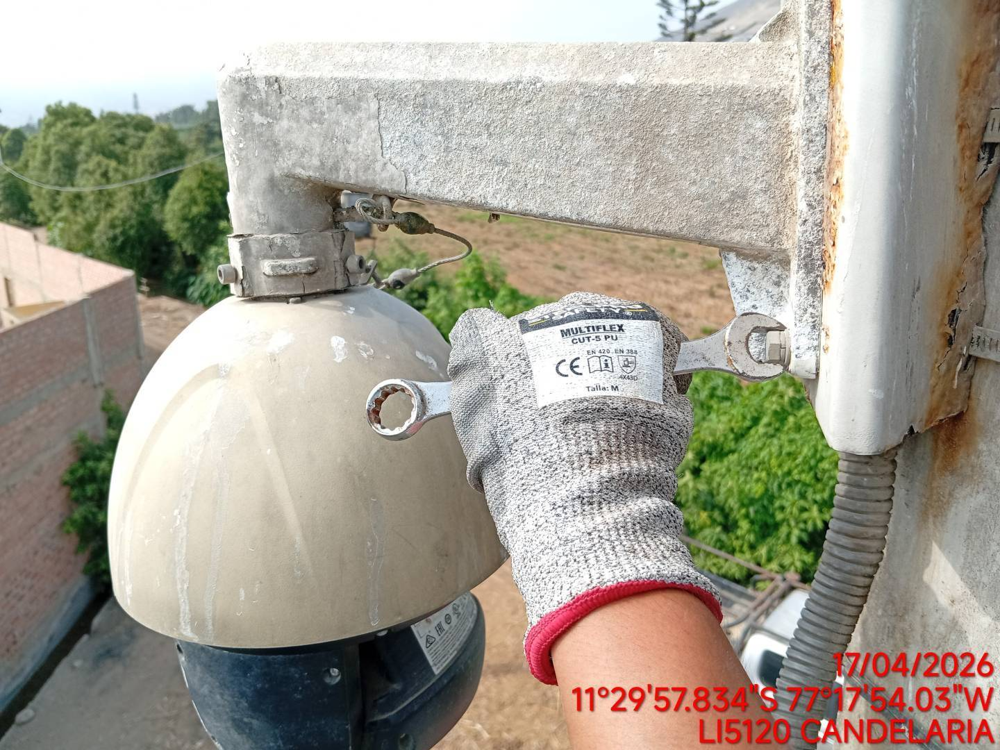 SAFETY®
MULTIFLEX
CUT-5 PU
EN 420 EN 388
CE
4X43D
Talla: M
17/04/2026
11°29'57.834"S 77°17'54.03"W
LI5120 CANDELARIA